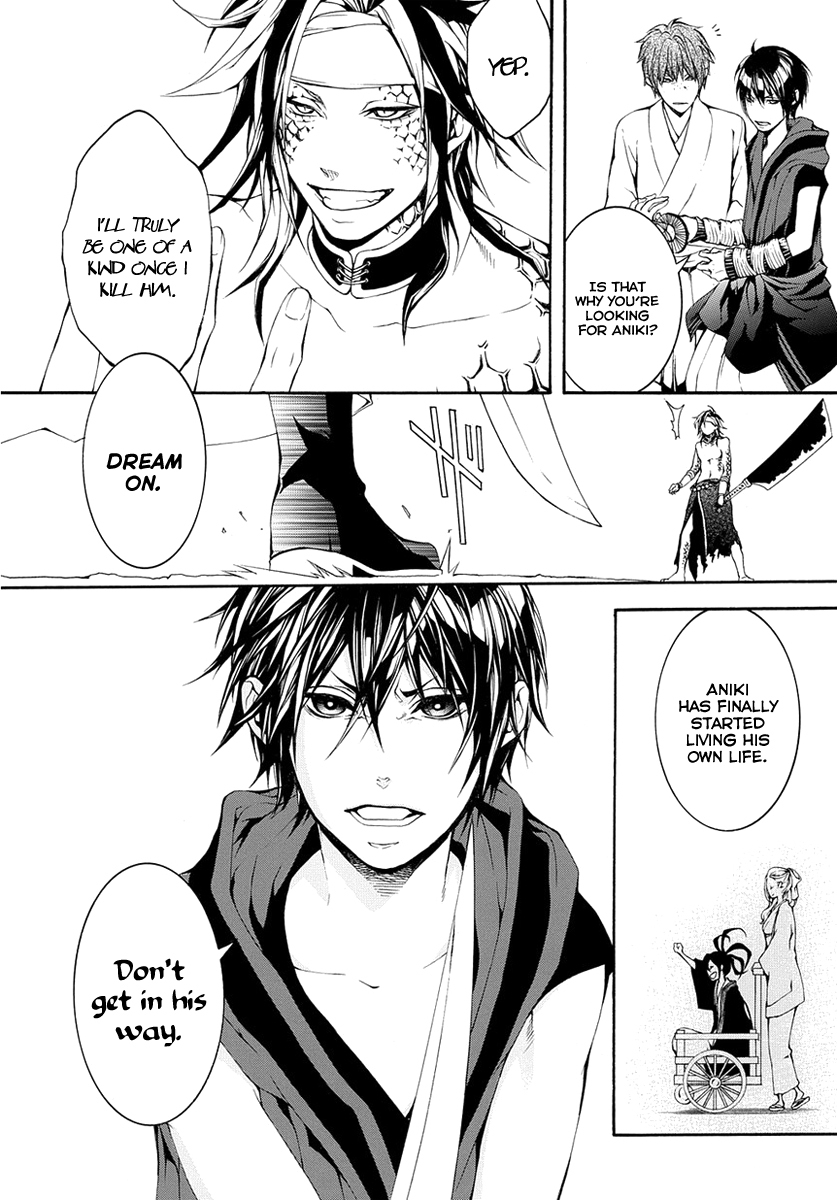 IS THAT
WHY YOU'RE
LOOKING
FOR ANIKI?
YEP.
I'LL TRULY
BE ONE OF A
KIND ONCE I
KILL HIM.
DREAM
ON.
ANIKI
HAS FINALLY
STARTED
LIVING HIS
OWN LIFE.
Don't
get in his
way.